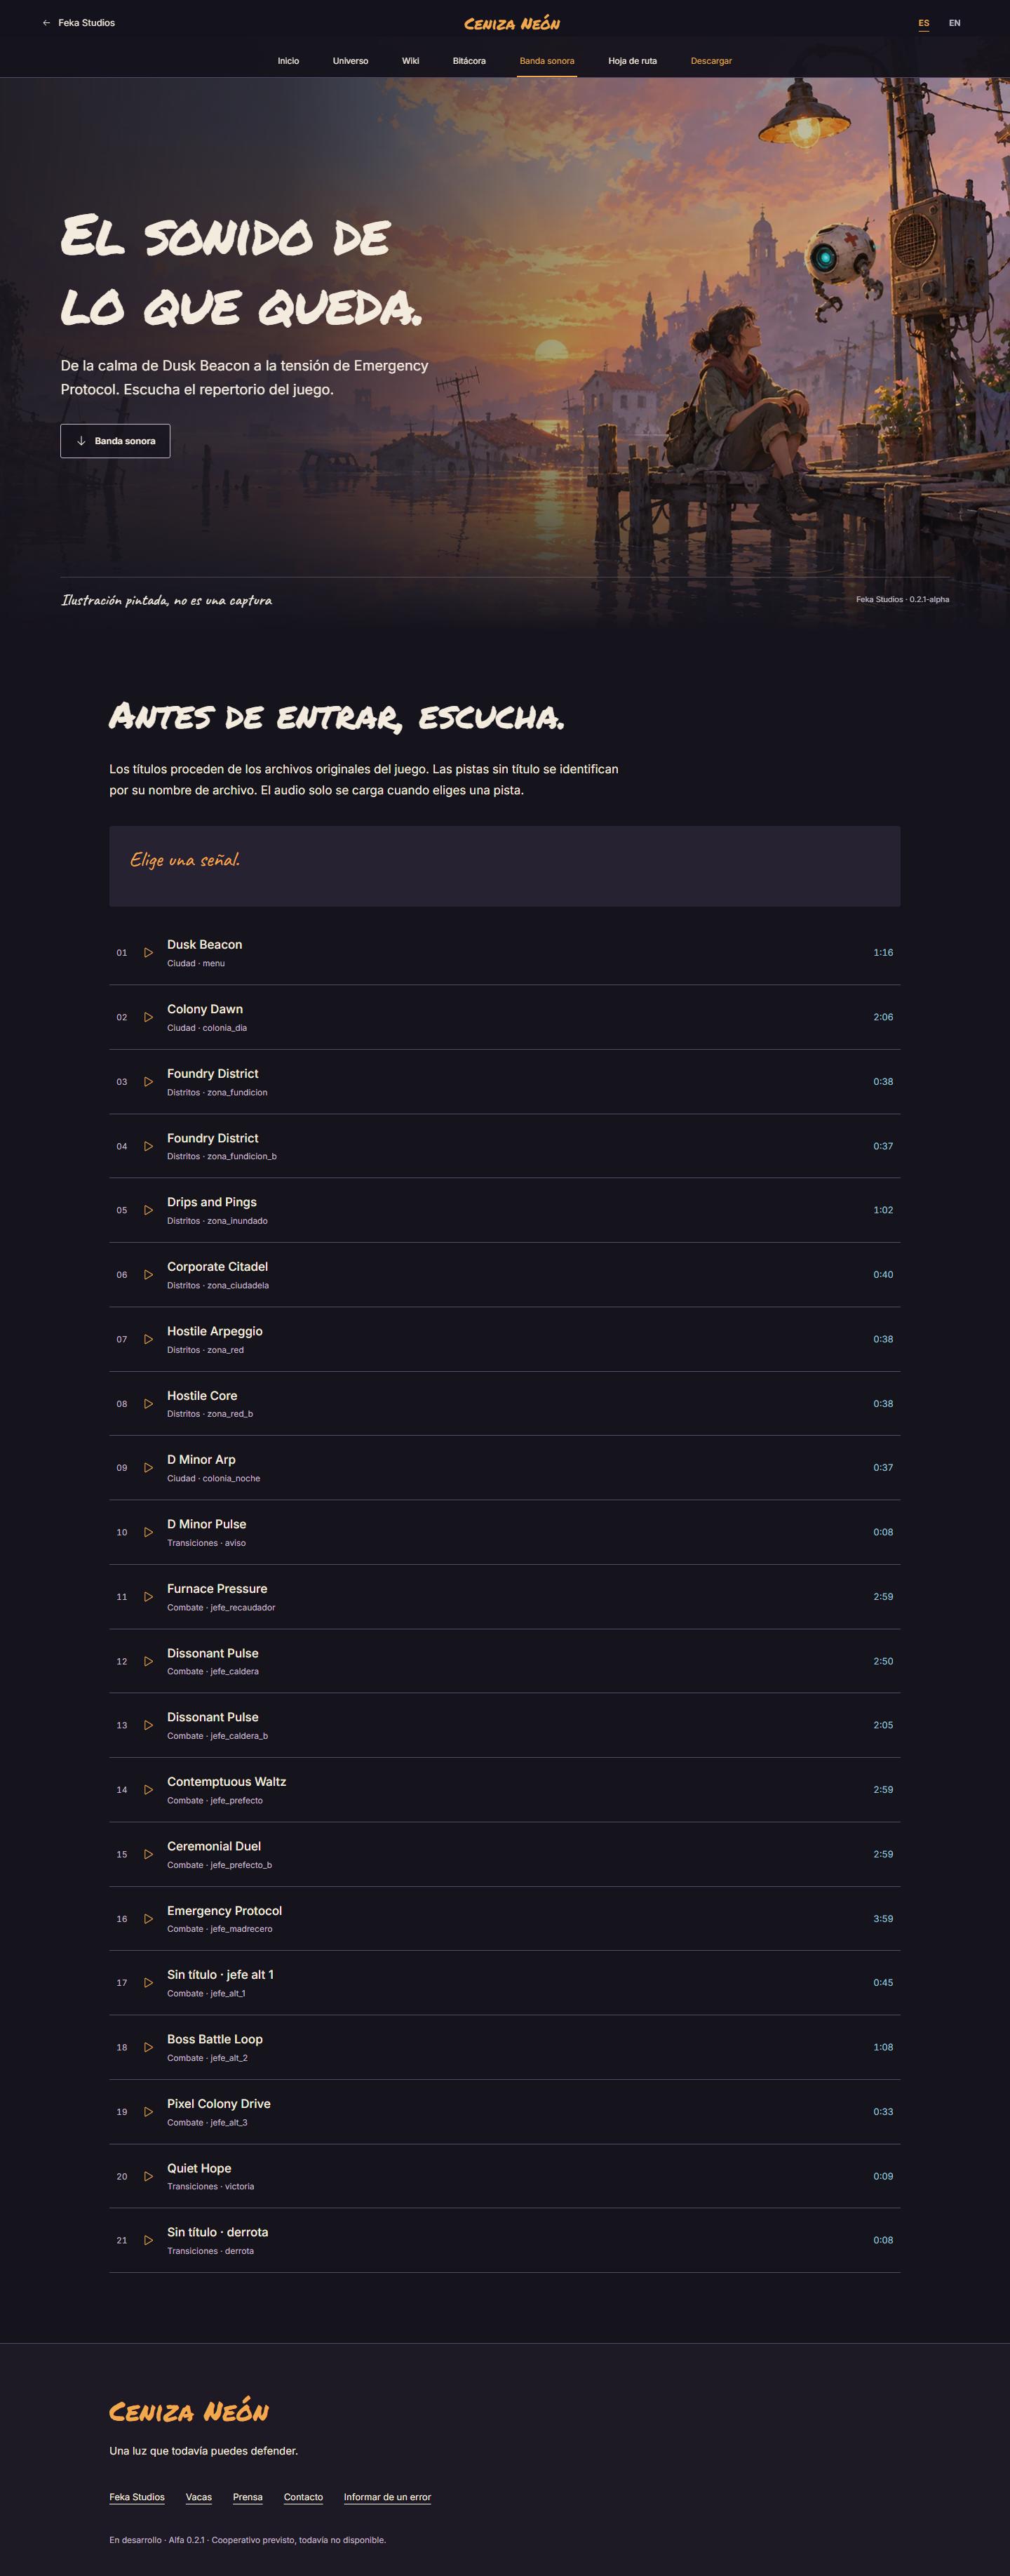 ← Feka Studios
Ceniza Neón
ES EN
Inicio Universo Wiki Bitácora Banda sonora Hoja de ruta Descargar
El sonido de
lo que queda.
De la calma de Dusk Beacon a la tensión de Emergency
Protocol. Escucha el repertorio del juego.
↓ Banda sonora
Ilustración pintada, no es una captura
Feka Studios · 0.2.1-alpha
Antes de entrar, escucha.
Los títulos proceden de los archivos originales del juego. Las pistas sin título se identifican
por su nombre de archivo. El audio solo se carga cuando eliges una pista.
Elige una señal.
01 Dusk Beacon 1:16
Ciudad · menu
02 Colony Dawn 2:06
Ciudad · colonia_dia
03 Foundry District 0:38
Distritos · zona_fundicion
04 Foundry District 0:37
Distritos · zona_fundicion_b
05 Drips and Pings 1:02
Distritos · zona_inundado
06 Corporate Citadel 0:40
Distritos · zona_ciudadela
07 Hostile Arpeggio 0:38
Distritos · zona_red
08 Hostile Core 0:38
Distritos · zona_red_b
09 D Minor Arp 0:37
Ciudad · colonia_noche
10 D Minor Pulse 0:08
Transiciones · aviso
11 Furnace Pressure 2:59
Combate · jefe_recaudador
12 Dissonant Pulse 2:50
Combate · jefe_caldera
13 Dissonant Pulse 2:05
Combate · jefe_caldera_b
14 Contemptuous Waltz 2:59
Combate · jefe_prefecto
15 Ceremonial Duel 2:59
Combate · jefe_prefecto_b
16 Emergency Protocol 3:59
Combate · jefe_madrecero
17 Sin título · jefe alt 1 0:45
Combate · jefe_alt_1
18 Boss Battle Loop 1:08
Combate · jefe_alt_2
19 Pixel Colony Drive 0:33
Combate · jefe_alt_3
20 Quiet Hope 0:09
Transiciones · victoria
21 Sin título · derrota 0:08
Transiciones · derrota
Ceniza Neón
Una luz que todavía puedes defender.
Feka Studios Vacas Prensa Contacto Informar de un error
En desarrollo · Alfa 0.2.1 · Cooperativo previsto, todavía no disponible.